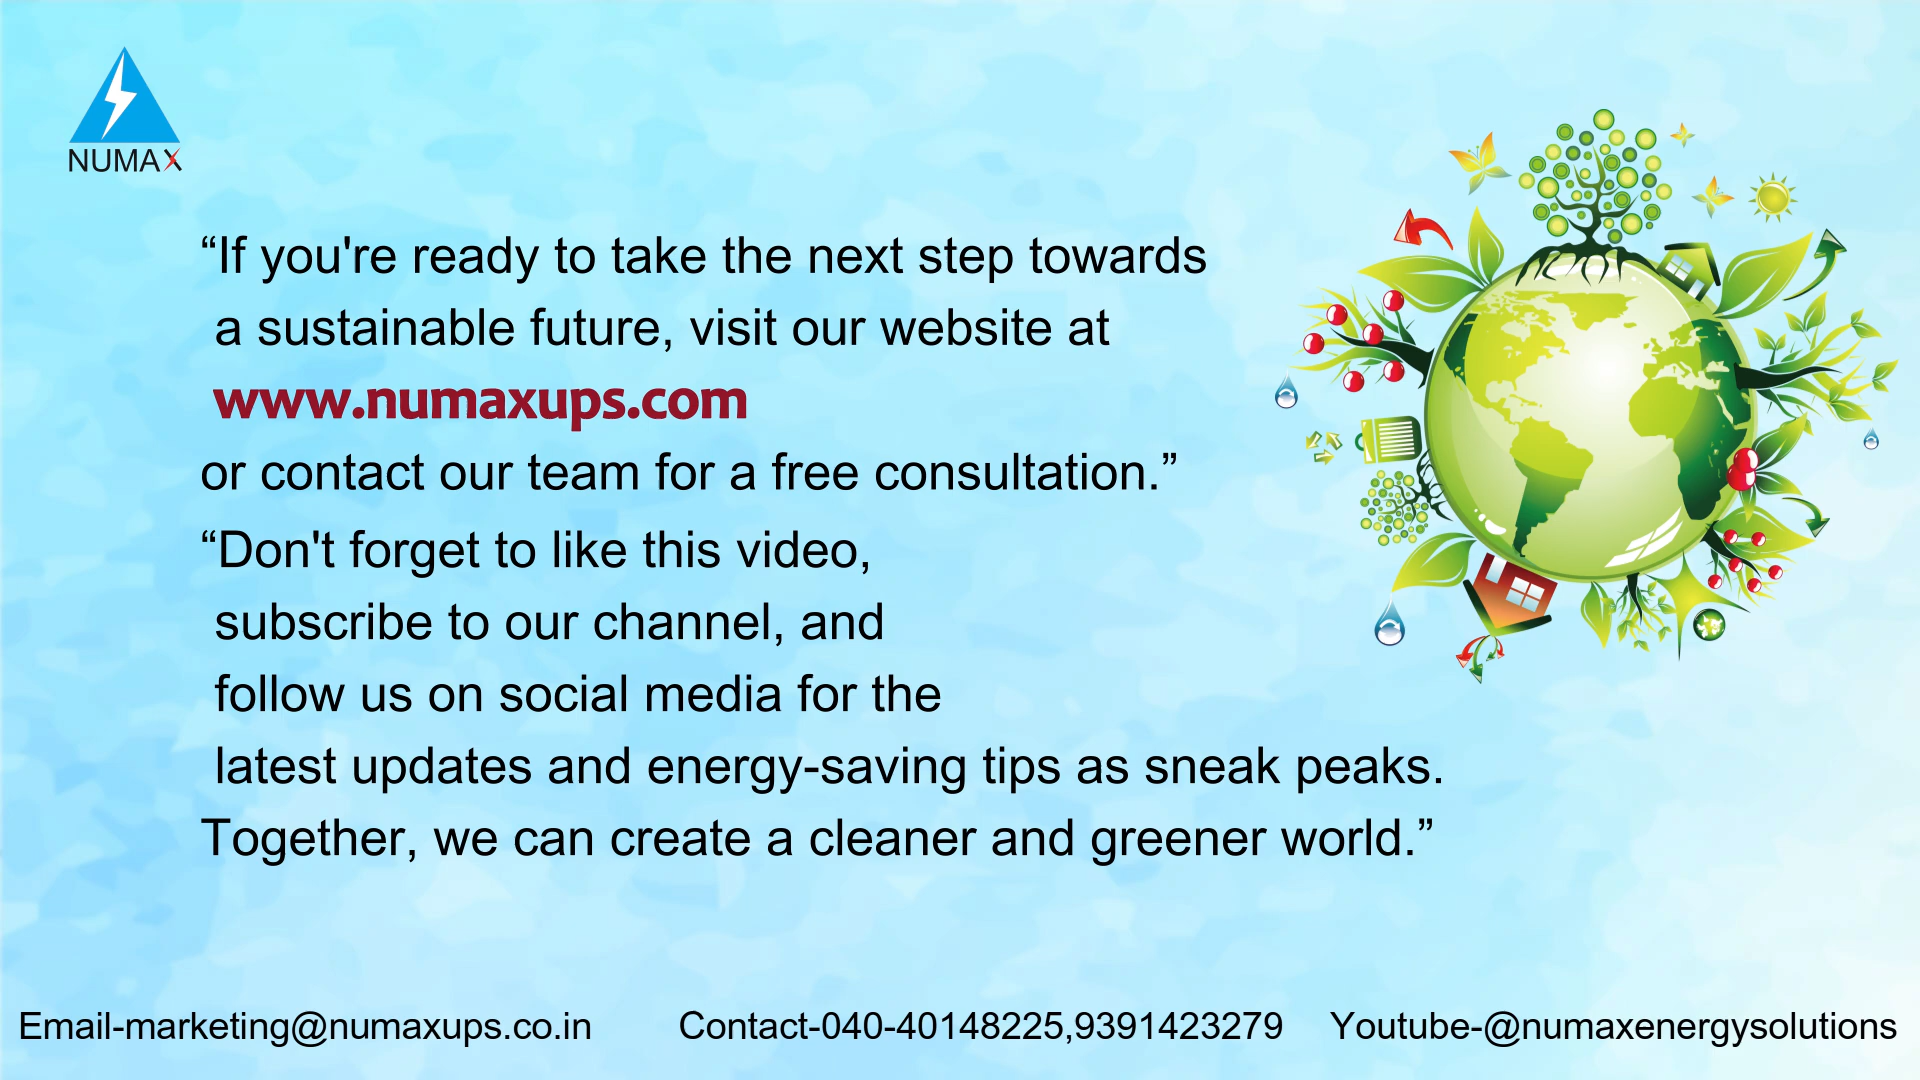 NUMAX
“If you're ready to take the next step towards
a sustainable future, visit our website at
www.numaxups.com
or contact our team for a free consultation.”
“Don't forget to like this video,
subscribe to our channel, and
follow us on social media for the
latest updates and energy-saving tips as sneak peaks.
Together, we can create a cleaner and greener world.”
Email-marketing@numaxups.co.in Contact-040-40148225,9391423279 Youtube-@numaxenergysolutions